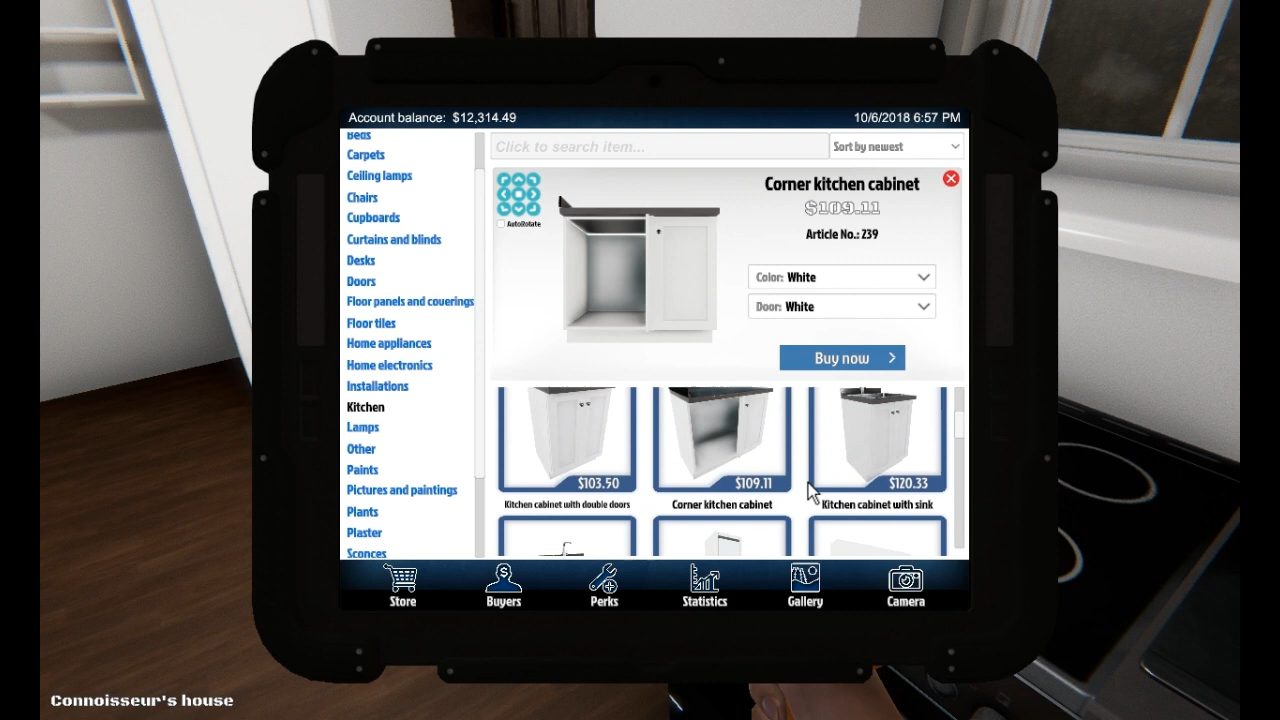 Account balance: $12,314.49
10/6/2018 6:57 PM
Beds
Carpets
Ceiling lamps
Chairs
Cupboards
Curtains and blinds
Desks
Doors
Floor panels and coverings
Floor tiles
Home appliances
Home electronics
Installations
Kitchen
Lamps
Other
Paints
Pictures and paintings
Plants
Plaster
Sconces
Click to search item...
Sort by newest
AutoRotate
Corner kitchen cabinet
$109.11
Article No.: 239
Color: White
Door: White
Buy now
$103.50
$109.11
$120.33
Kitchen cabinet with double doors
Corner kitchen cabinet
Kitchen cabinet with sink
Store
Buyers
Perks
Statistics
Gallery
Camera
Connoisseur's house